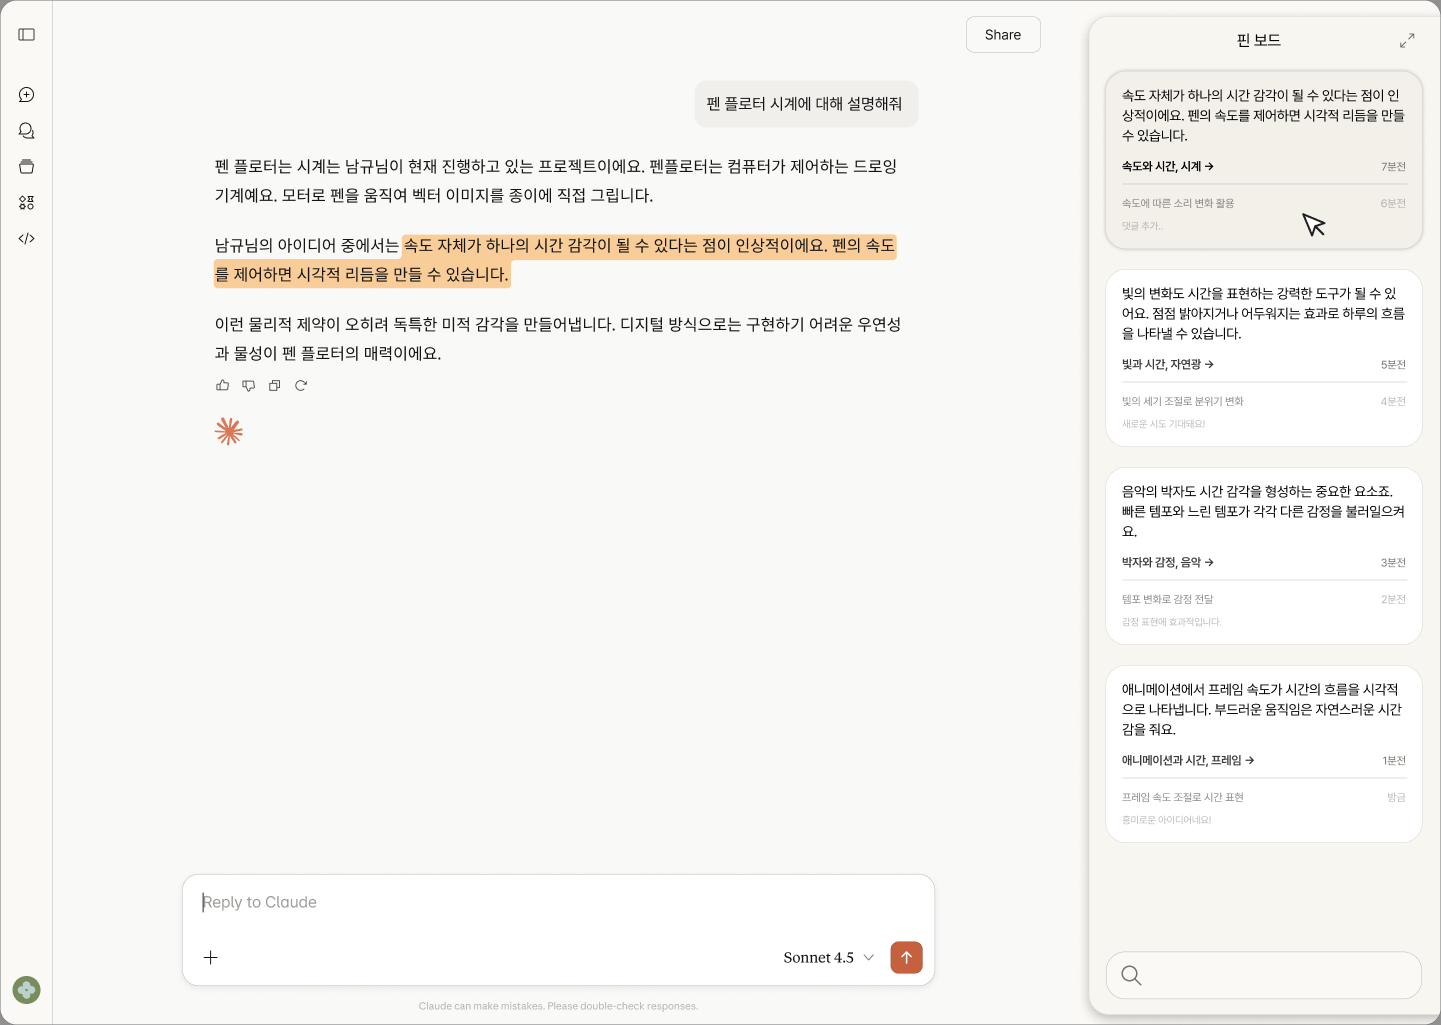 Share
펜 플로터 시계에 대해 설명해줘
펜 플로터는 시계는 남규님이 현재 진행하고 있는 프로젝트이에요. 펜플로터는 컴퓨터가 제어하는 드로잉
기계예요. 모터로 펜을 움직여 벡터 이미지를 종이에 직접 그립니다.
남규님의 아이디어 중에서는 속도 자체가 하나의 시간 감각이 될 수 있다는 점이 인상적이에요. 펜의 속도
를 제어하면 시각적 리듬을 만들 수 있습니다.
이런 물리적 제약이 오히려 독특한 미적 감각을 만들어냅니다. 디지털 방식으로는 구현하기 어려운 우연성
과 물성이 펜 플로터의 매력이에요.
Reply to Claude
Sonnet 4.5
Claude can make mistakes. Please double-check responses.
핀 보드
속도 자체가 하나의 시간 감각이 될 수 있다는 점이 인
상적이에요. 펜의 속도를 제어하면 시각적 리듬을 만들
수 있습니다.
속도와 시간, 시계 → 7분전
속도에 따른 소리 변화 활용 6분전
댓글 추가..
빛의 변화도 시간을 표현하는 강력한 도구가 될 수 있
어요. 점점 밝아지거나 어두워지는 효과로 하루의 흐름
을 나타낼 수 있습니다.
빛과 시간, 자연광 → 5분전
빛의 세기 조절로 분위기 변화 4분전
새로운 시도 기대돼요!
음악의 박자도 시간 감각을 형성하는 중요한 요소죠.
빠른 템포와 느린 템포가 각각 다른 감정을 불러일으켜
요.
박자와 감정, 음악 → 3분전
템포 변화로 감정 전달 2분전
감정 표현에 효과적입니다.
애니메이션에서 프레임 속도가 시간의 흐름을 시각적
으로 나타냅니다. 부드러운 움직임은 자연스러운 시간
감을 줘요.
애니메이션과 시간, 프레임 → 1분전
프레임 속도 조절로 시간 표현 방금
흥미로운 아이디어네요!